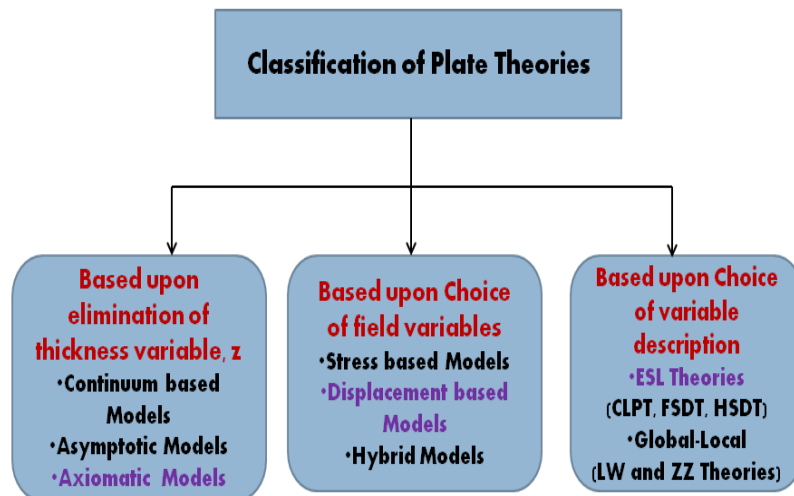 Classification of Plate Theories
Based upon
elimination of
thickness variable, z
•Continuum based
Models
•Asymptotic Models
•Axiomatic Models
Based upon Choice
of field variables
•Stress based Models
•Displacement based
Models
•Hybrid Models
Based upon Choice
of variable
description
•ESL Theories
(CLPT, FSDT, HSDT)
•Global-Local
(LW and ZZ Theories)